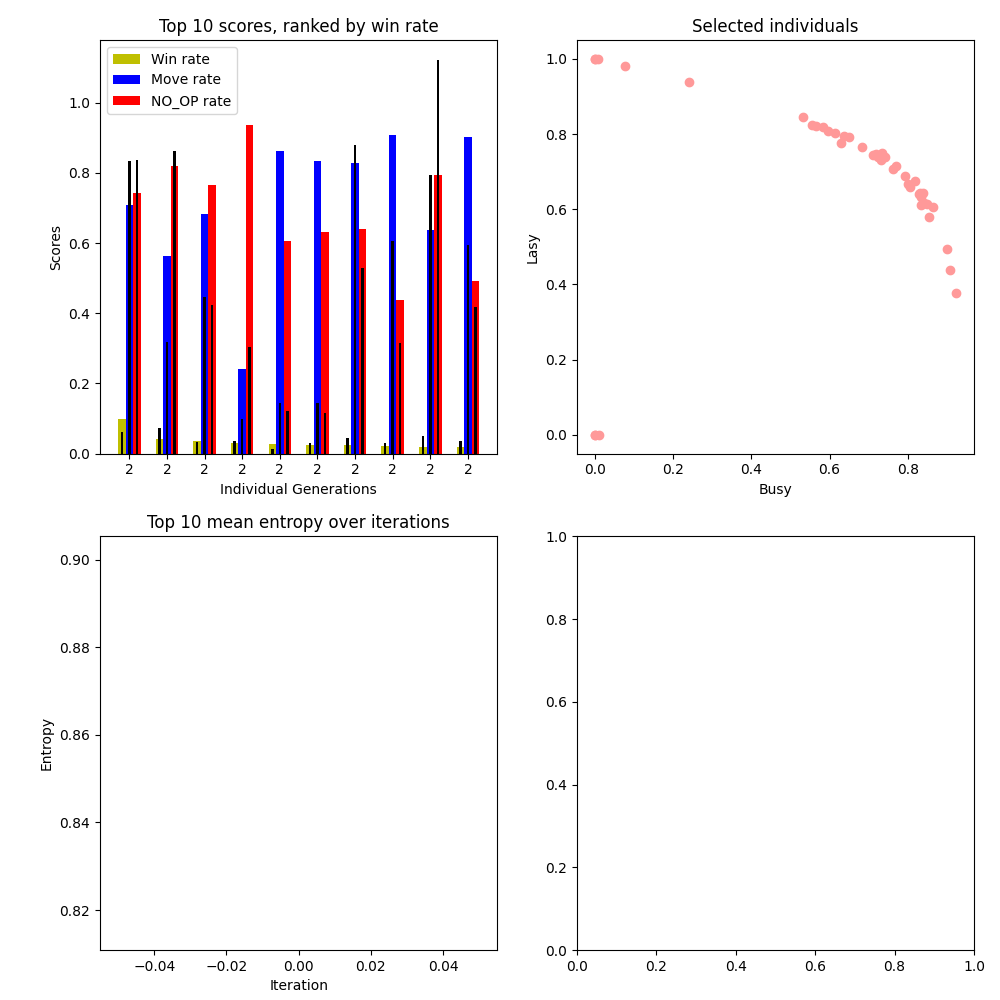 Top 10 scores, ranked by win rate
Win rate
Move rate
NO_OP rate
Scores
1.0
0.8
0.6
0.4
0.2
0.0
2 2 2 2 2 2 2 2 2 2
Individual Generations
Selected individuals
Lasy
1.0
0.8
0.6
0.4
0.2
0.0
0.0 0.2 0.4 0.6 0.8
Busy
Top 10 mean entropy over iterations
Entropy
0.90
0.88
0.86
0.84
0.82
−0.04 −0.02 0.00 0.02 0.04
Iteration
1.0
0.8
0.6
0.4
0.2
0.0
0.0 0.2 0.4 0.6 0.8 1.0